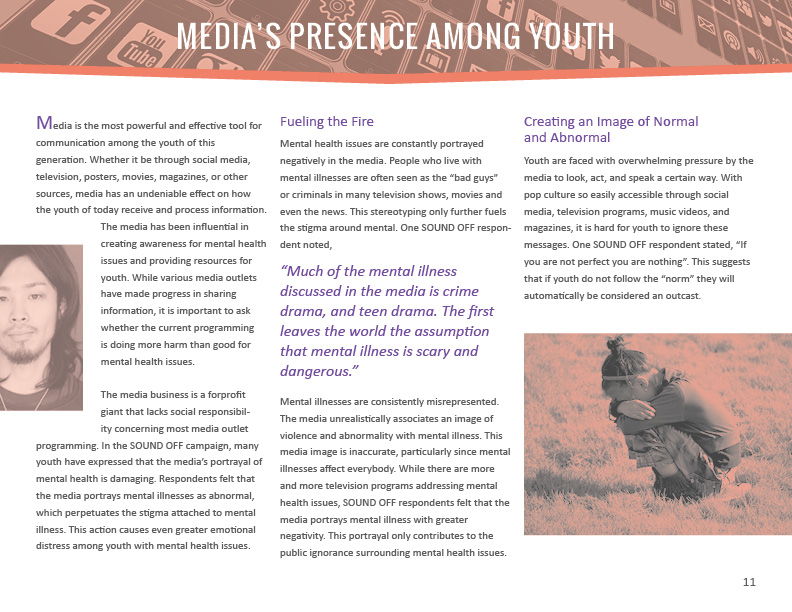 f
You
Tube
MEDIA'S PRESENCE AMONG YOUTH
Media is the most powerful and effective tool for
communication among the youth of this
generation. Whether it be through social media,
television, posters, movies, magazines, or other
sources, media has an undeniable effect on how
the youth of today receive and process information.
The media has been influential in
creating awareness for mental health
issues and providing resources for
youth. While various media outlets
have made progress in sharing
information, it is important to ask
whether the current programming
is doing more harm than good for
mental health issues.
The media business is a forprofit
giant that lacks social responsibil-
ity concerning most media outlet
programming. In the SOUND OFF campaign, many
youth have expressed that the media's portrayal of
mental health is damaging. Respondents felt that
the media portrays mental illnesses as abnormal,
which perpetuates the stigma attached to mental
illness. This action causes even greater emotional
distress among youth with mental health issues.
Fueling the Fire
Mental health issues are constantly portrayed
negatively in the media. People who live with
mental illnesses are often seen as the “bad guys”
or criminals in many television shows, movies and
even the news. This stereotyping only further fuels
the stigma around mental. One SOUND OFF respon-
dent noted,
“Much of the mental illness
discussed in the media is crime
drama, and teen drama. The first
leaves the world the assumption
that mental illness is scary and
dangerous.”
Mental illnesses are consistently misrepresented.
The media unrealistically associates an image of
violence and abnormality with mental illness. This
media image is inaccurate, particularly since mental
illnesses affect everybody. While there are more
and more television programs addressing mental
health issues, SOUND OFF respondents felt that the
media portrays mental illness with greater
negativity. This portrayal only contributes to the
public ignorance surrounding mental health issues.
Creating an Image of Normal
and Abnormal
Youth are faced with overwhelming pressure by the
media to look, act, and speak a certain way. With
pop culture so easily accessible through social
media, television programs, music videos, and
magazines, it is hard for youth to ignore these
messages. One SOUND OFF respondent stated, “If
you are not perfect you are nothing”. This suggests
that if youth do not follow the “norm” they will
automatically be considered an outcast.
11